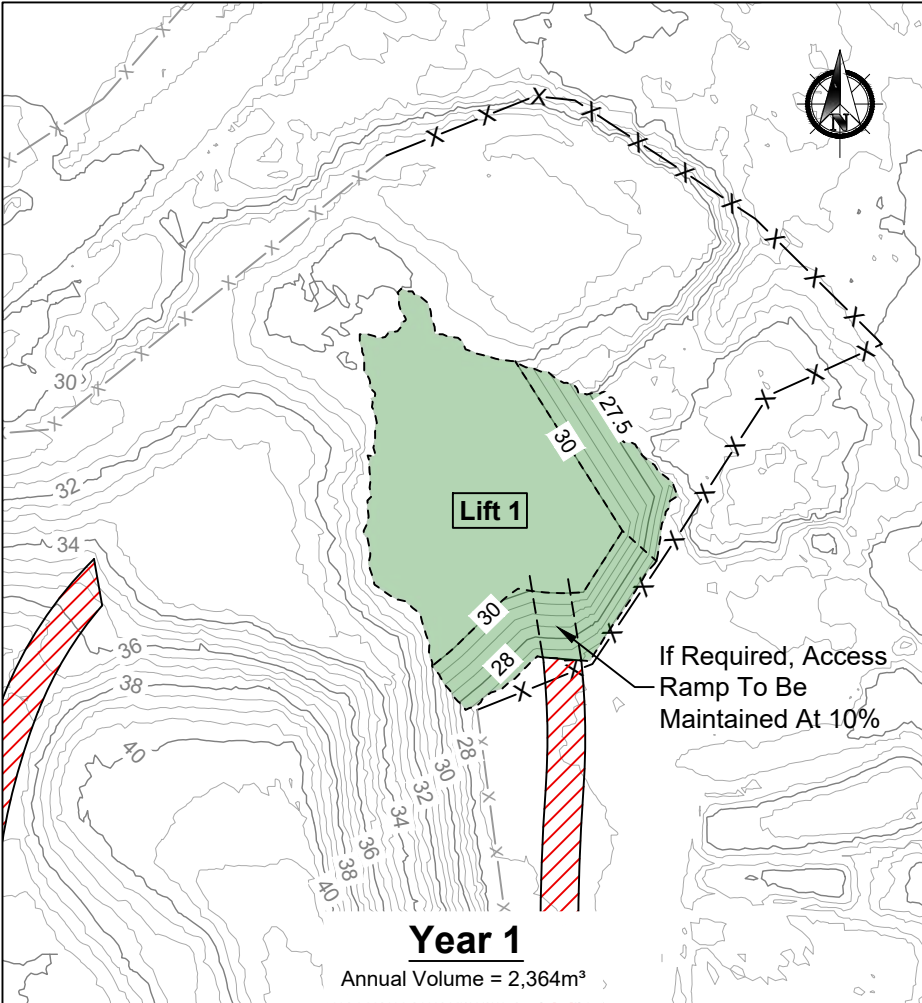 N
30
27.5
30
32
Lift 1
34
30
36
28
If Required, Access
Ramp To Be
Maintained At 10%
38
40
28
30
32
34
36
38
40
Year 1
Annual Volume = 2,364m³